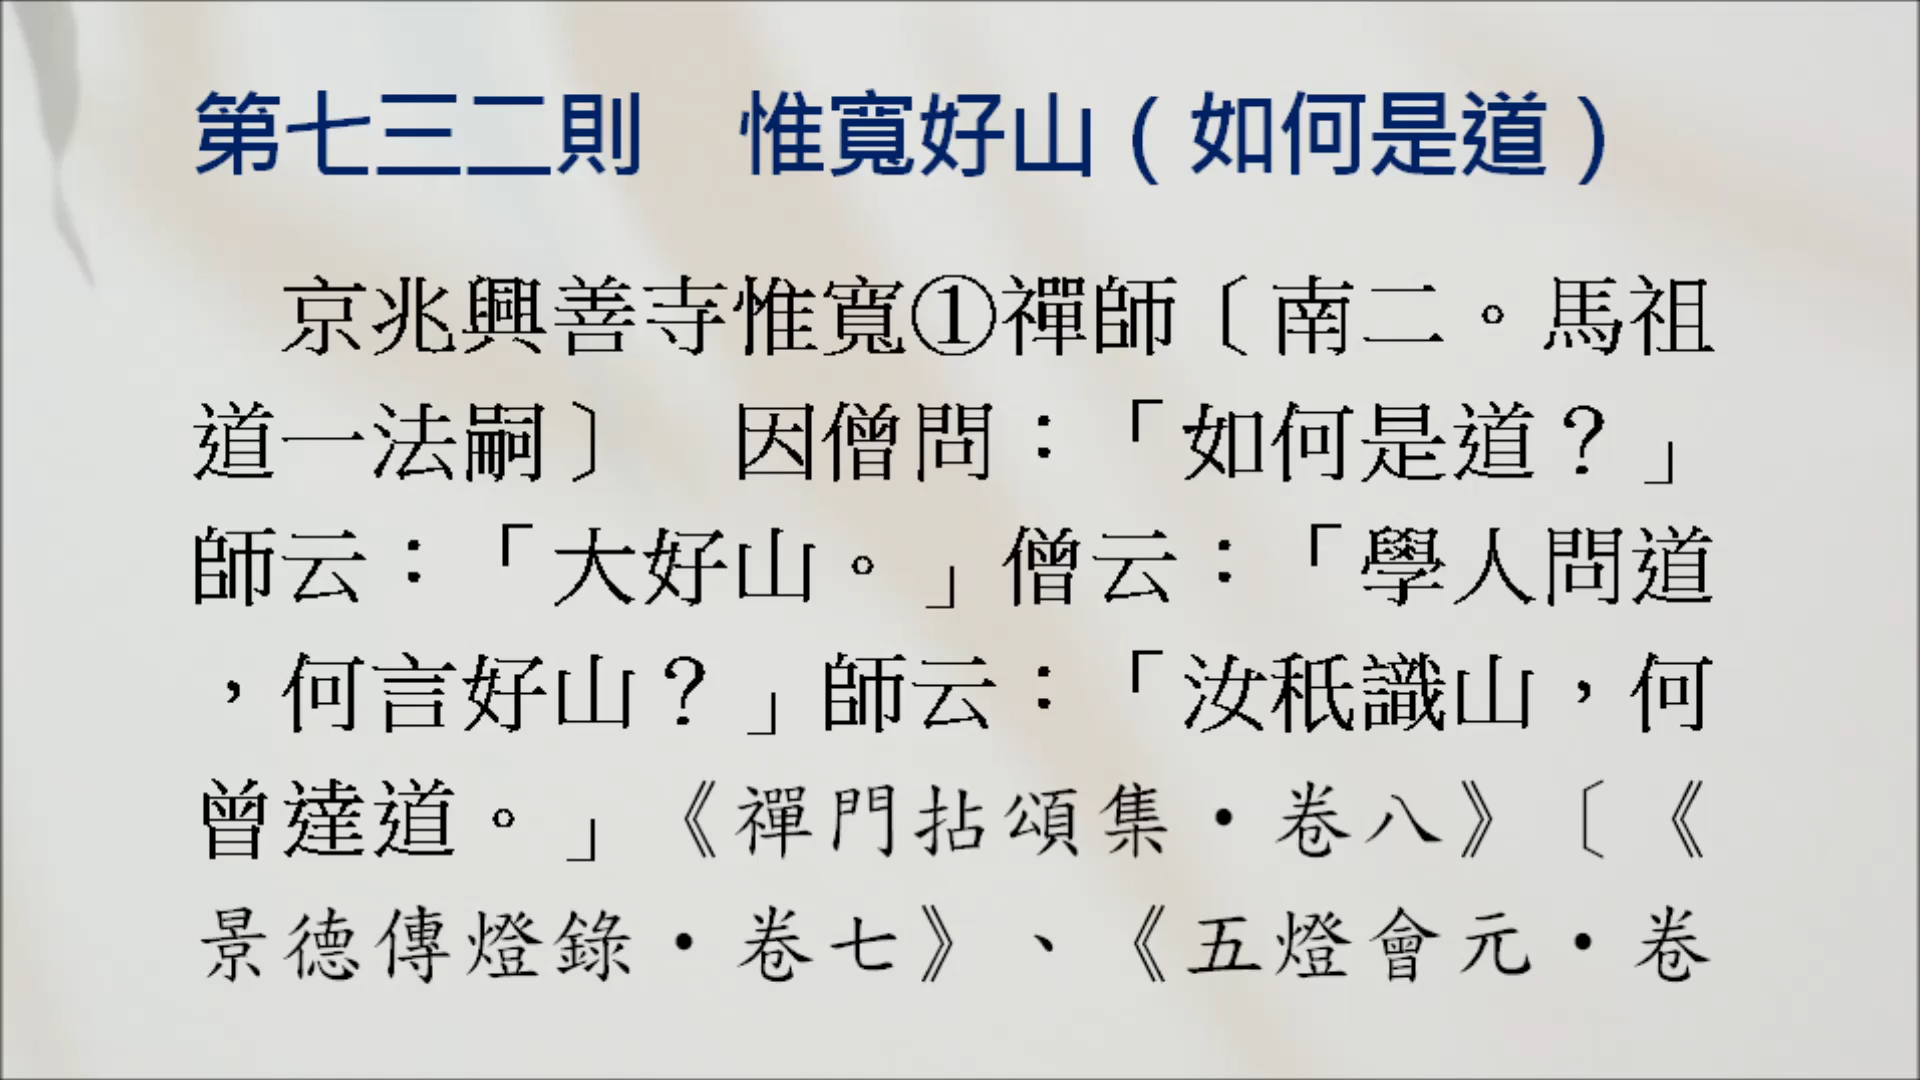 第七三二則　惟寬好山（如何是道）
京兆興善寺惟寬①禪師〔南二。馬祖
道一法嗣〕　因僧問：「如何是道？」
師云：「大好山。」僧云：「學人問道
，何言好山？」師云：「汝秖識山，何
曾達道。」《禪門拈頌集・卷八》〔《
景德傳燈錄・卷七》、《五燈會元・卷